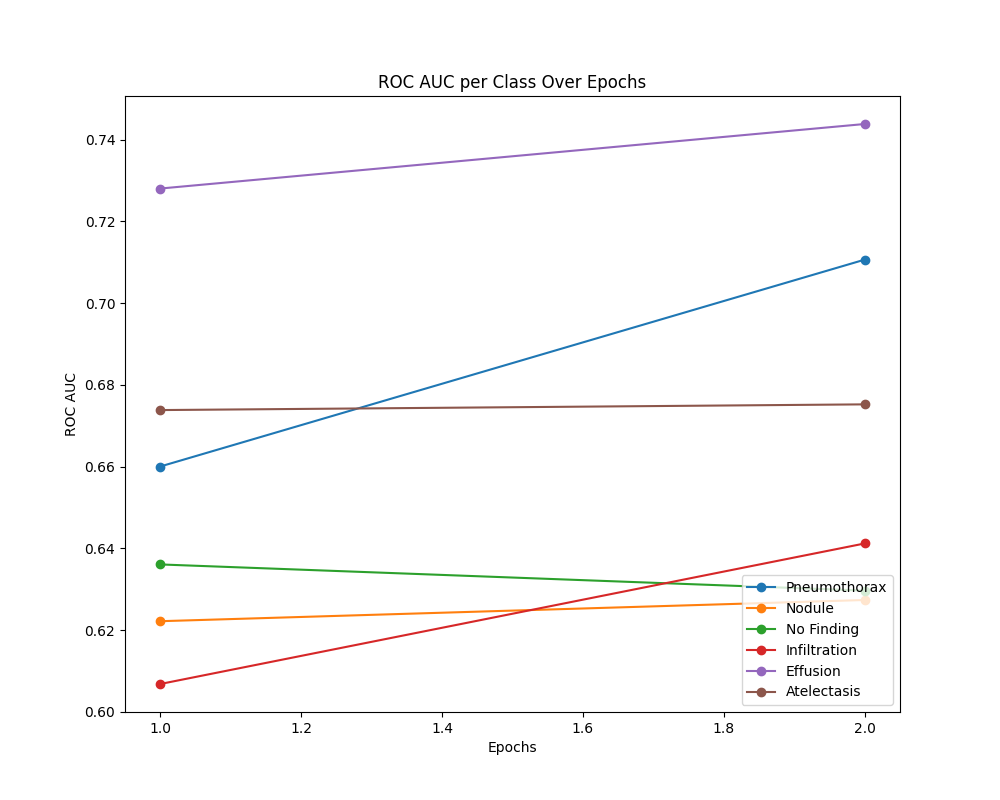 ROC AUC per Class Over Epochs
ROC AUC
0.74
0.72
0.70
0.68
0.66
0.64
0.62
0.60
Pneumothorax
Nodule
No Finding
Infiltration
Effusion
Atelectasis
1.0 1.2 1.4 1.6 1.8 2.0
Epochs